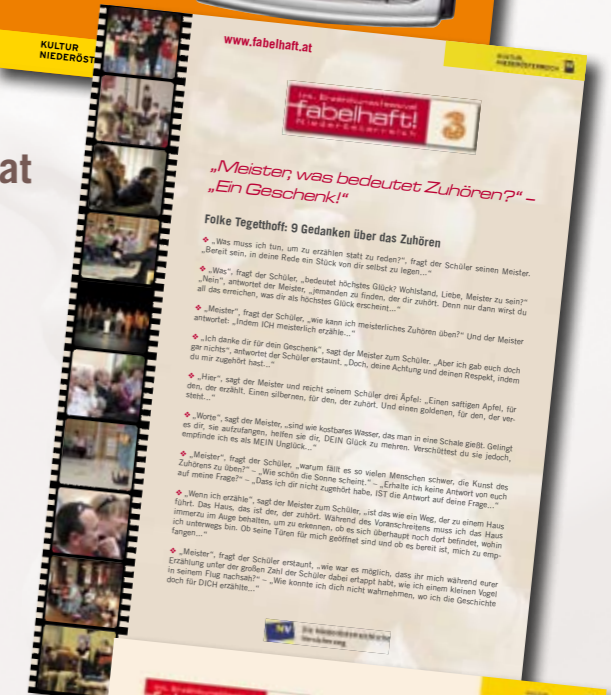 KULTUR
NIEDERÖST
at
www.fabelhaft.at
KULTUR
NIEDERÖSTERREICH
fabelhaft!
Niederösterreich
3
„Meister, was bedeutet Zuhören?“ –
„Ein Geschenk!“
Folke Tegetthoff: 9 Gedanken über das Zuhören
❖ „Was muss ich tun, um zu erzählen statt zu reden?“, fragt der Schüler seinen Meister.
„Bereit sein, in deine Rede ein Stück von dir selbst zu legen...“
❖ „Was“, fragt der Schüler, „bedeutet höchstes Glück? Wohlstand, Liebe, Meister zu sein?“
„Nein“, antwortet der Meister, „jemanden zu finden, der dir zuhört. Denn nur dann wirst du
all das erreichen, was dir als höchstes Glück erscheint...“
❖ „Meister“, fragt der Schüler, „wie kann ich meisterliches Zuhören üben?“ Und der Meister
antwortet: „Indem ICH meisterlich erzähle...“
❖ „Ich danke dir für dein Geschenk“, sagt der Meister zum Schüler. „Aber ich gab euch doch
gar nichts“, antwortet der Schüler erstaunt. „Doch, deine Achtung und deinen Respekt, indem
du mir zugehört hast...“
❖ „Hier“, sagt der Meister und reicht seinem Schüler drei Äpfel: „Einen saftigen Apfel, für
den, der erzählt. Einen silbernen, für den, der zuhört. Und einen goldenen, für den, der ver-
steht...“
❖ „Worte“, sagt der Meister, „sind wie kostbares Wasser, das man in eine Schale gießt. Gelingt
es dir, sie aufzufangen, helfen sie dir, DEIN Glück zu mehren. Verschüttest du sie jedoch,
empfinde ich es als MEIN Unglück...“
❖ „Meister“, fragt der Schüler, „warum fällt es so vielen Menschen schwer, die Kunst des
Zuhörens zu üben?“ – „Wie schön die Sonne scheint.“ – „Erhalte ich keine Antwort von euch
auf meine Frage?“ – „Dass ich dir nicht zugehört habe, IST die Antwort auf deine Frage...“
❖ „Wenn ich erzähle“, sagt der Meister zum Schüler, „ist das wie ein Weg, der zu einem Haus
führt. Das Haus, das ist der, der zuhört. Während des Voranschreitens muss ich das Haus
immerzu im Auge behalten, um zu erkennen, ob es sich überhaupt noch dort befindet, wohin
ich unterwegs bin. Ob seine Türen für mich geöffnet sind und ob es bereit ist, mich zu emp-
fangen...“
❖ „Meister“, fragt der Schüler erstaunt, „wie war es möglich, dass ihr mich während eurer
Erzählung unter der großen Zahl der Schüler dabei ertappt habt, wie ich einem kleinen Vogel
in seinem Flug nachsah?“ – „Wie konnte ich dich nicht wahrnehmen, wo ich die Geschichte
doch für DICH erzählte...“
NV